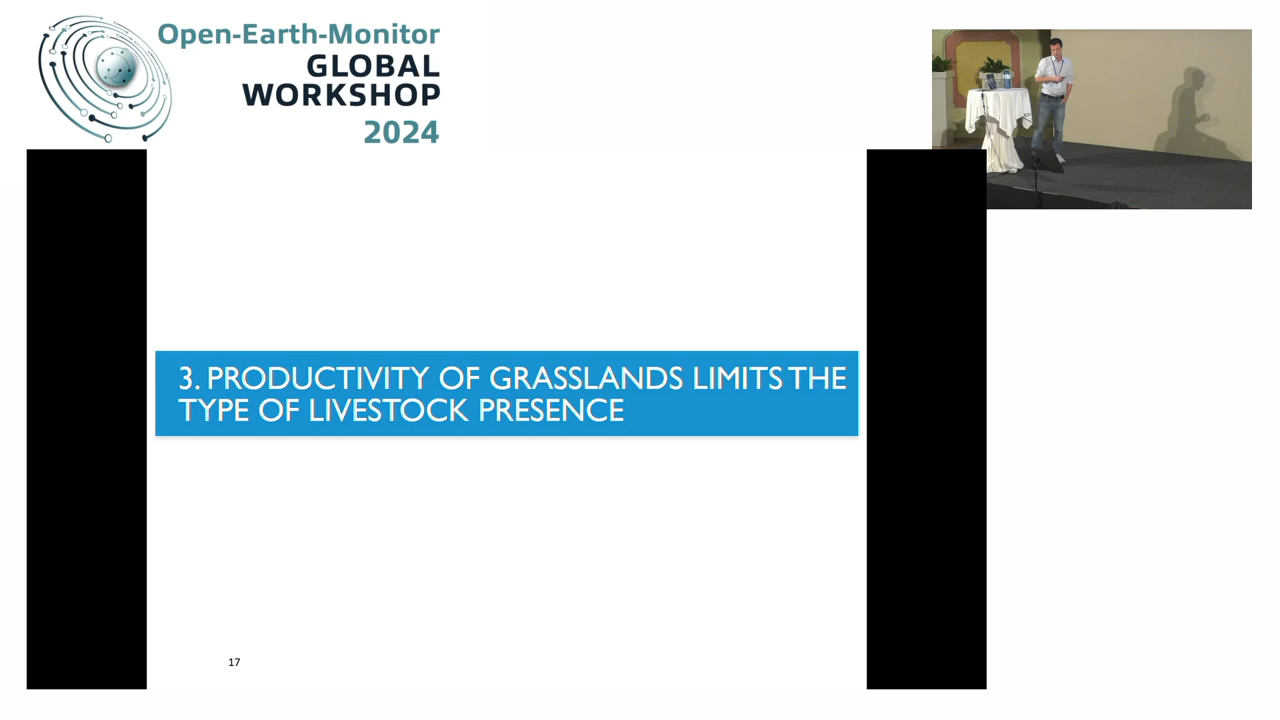 Open-Earth-Monitor
GLOBAL
WORKSHOP
2024
3. PRODUCTIVITY OF GRASSLANDS LIMITS THE
TYPE OF LIVESTOCK PRESENCE
17